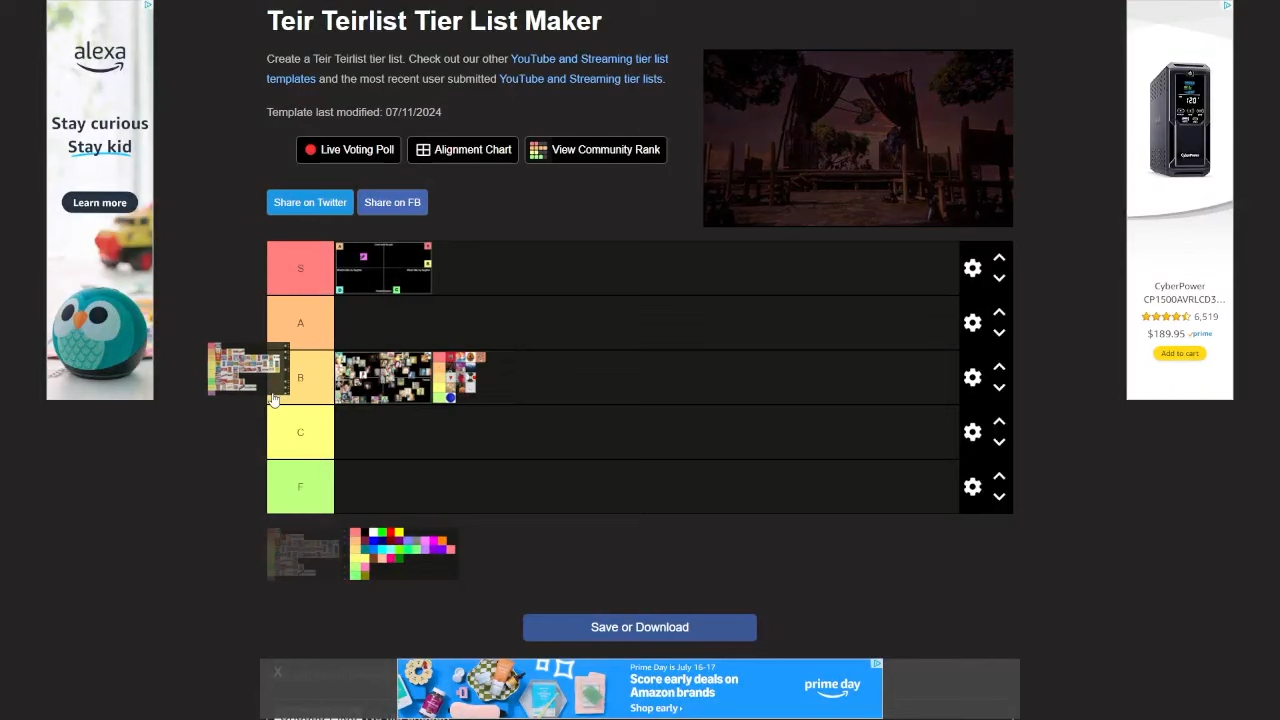 Teir Teirlist Tier List Maker
Create a Teir Teirlist tier list. Check out our other YouTube and Streaming tier list
templates and the most recent user submitted YouTube and Streaming tier lists.
Template last modified: 07/11/2024
Live Voting Poll
Alignment Chart
View Community Rank
Share on Twitter
Share on FB
alexa
Stay curious
Stay kid
Learn more
120
CyberPower
CyberPower
CP1500AVRLCD3...
6,519
$189.95 prime
Add to cart
S
A
B
C
F
Save or Download
X
Prime Day is July 16-17
Score early deals on
Amazon brands
Shop early
prime day